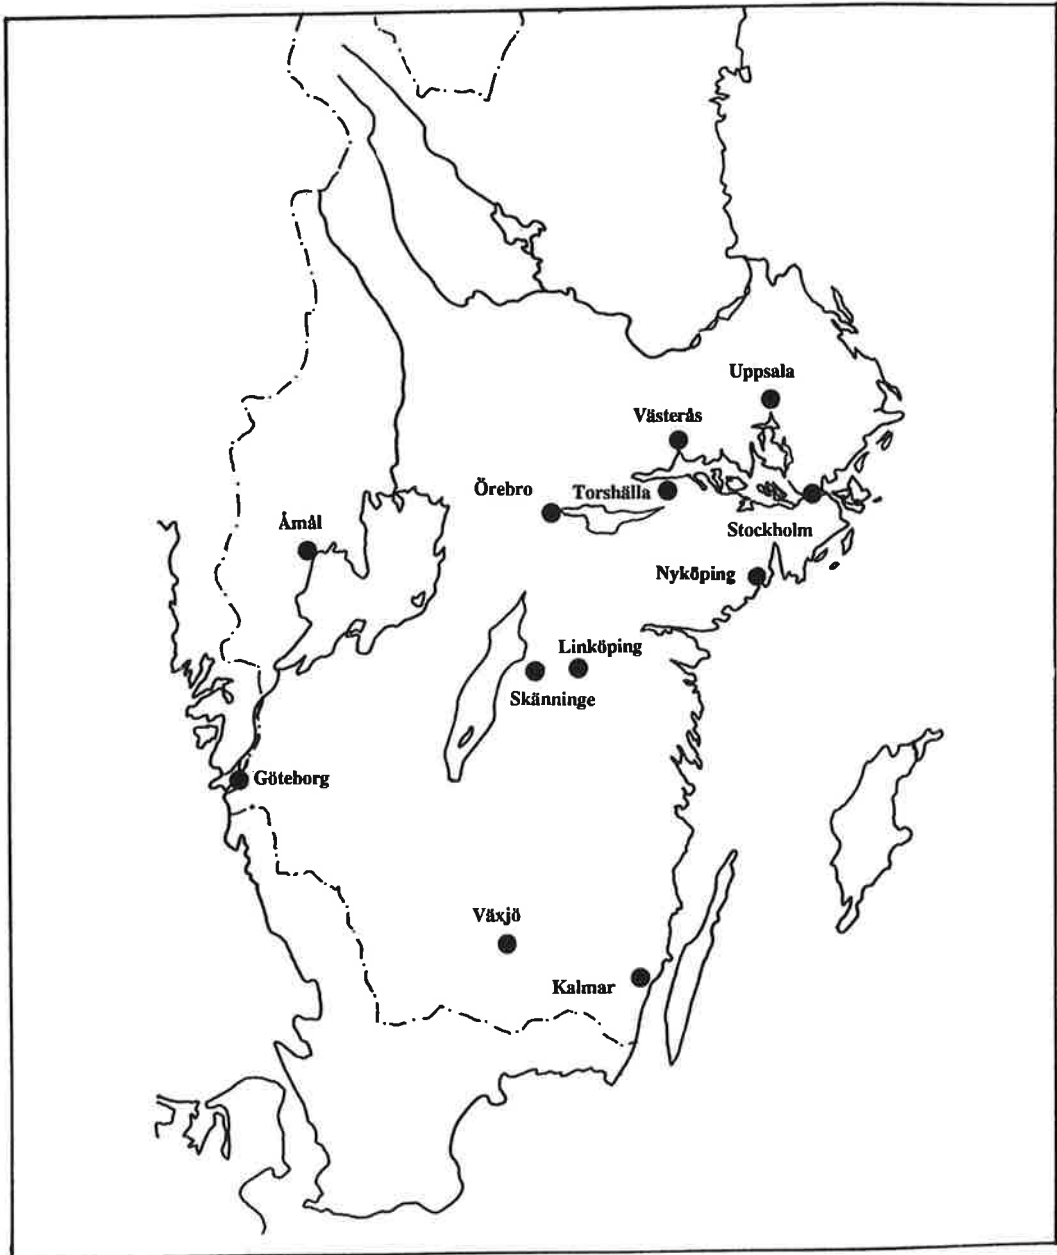 Uppsala
Västerås
Örebro
Torshälla
Åmål
Stockholm
Nyköping
Linköping
Skänninge
Göteborg
Växjö
Kalmar